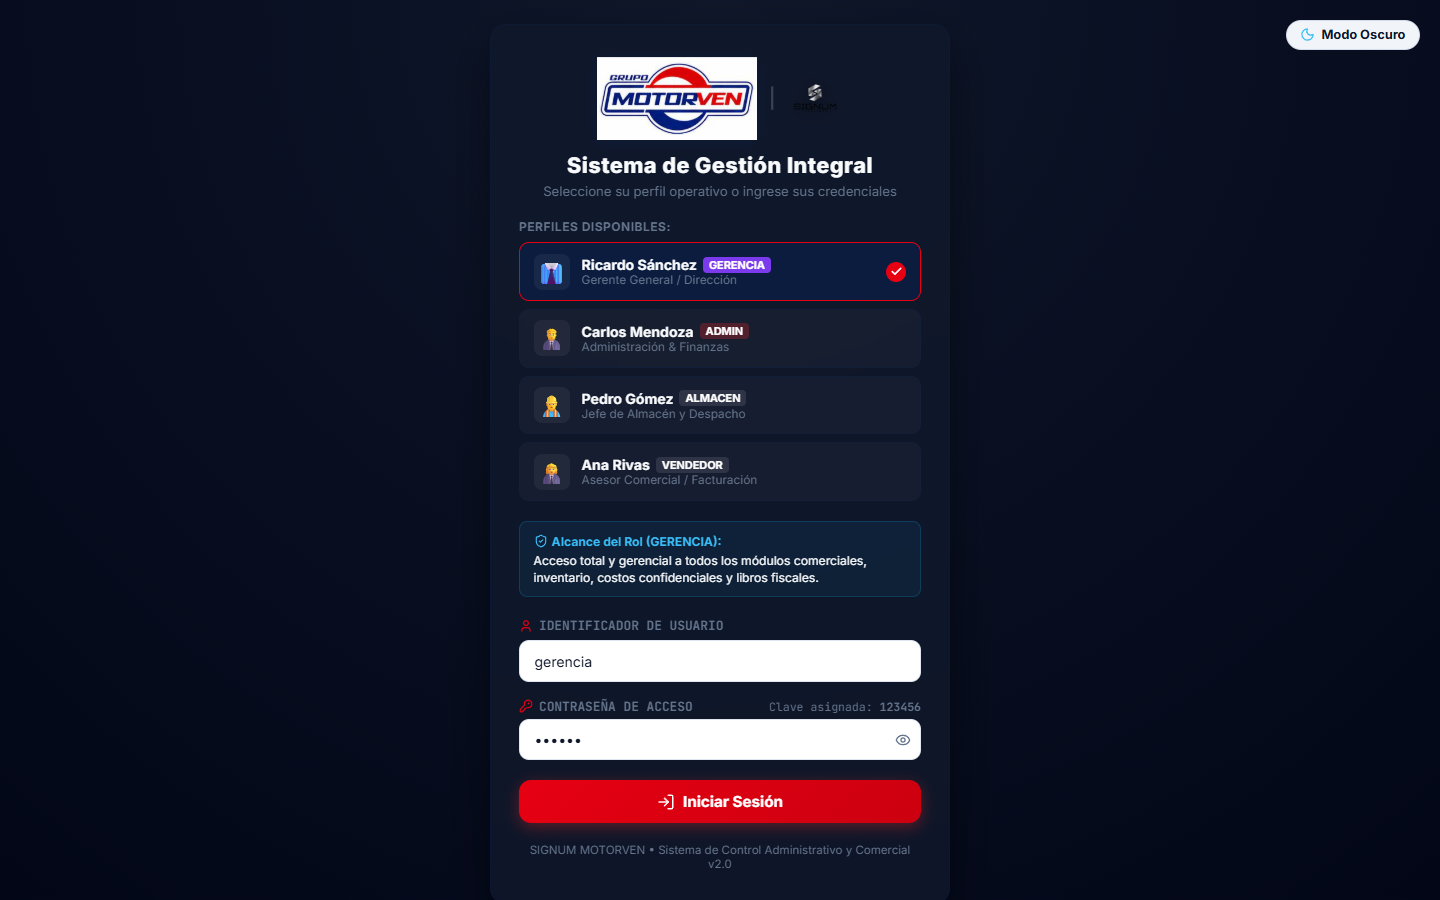 Modo Oscuro
GRUPO
MOTORVEN
SIGNUM
Sistema de Gestión Integral
Seleccione su perfil operativo o ingrese sus credenciales
PERFILES DISPONIBLES:
Ricardo Sánchez GERENCIA
Gerente General / Dirección
Carlos Mendoza ADMIN
Administración & Finanzas
Pedro Gómez ALMACEN
Jefe de Almacén y Despacho
Ana Rivas VENDEDOR
Asesor Comercial / Facturación
Alcance del Rol (GERENCIA):
Acceso total y gerencial a todos los módulos comerciales,
inventario, costos confidenciales y libros fiscales.
IDENTIFICADOR DE USUARIO
gerencia
CONTRASEÑA DE ACCESO Clave asignada: 123456
••••••
Iniciar Sesión
SIGNUM MOTORVEN • Sistema de Control Administrativo y Comercial
v2.0